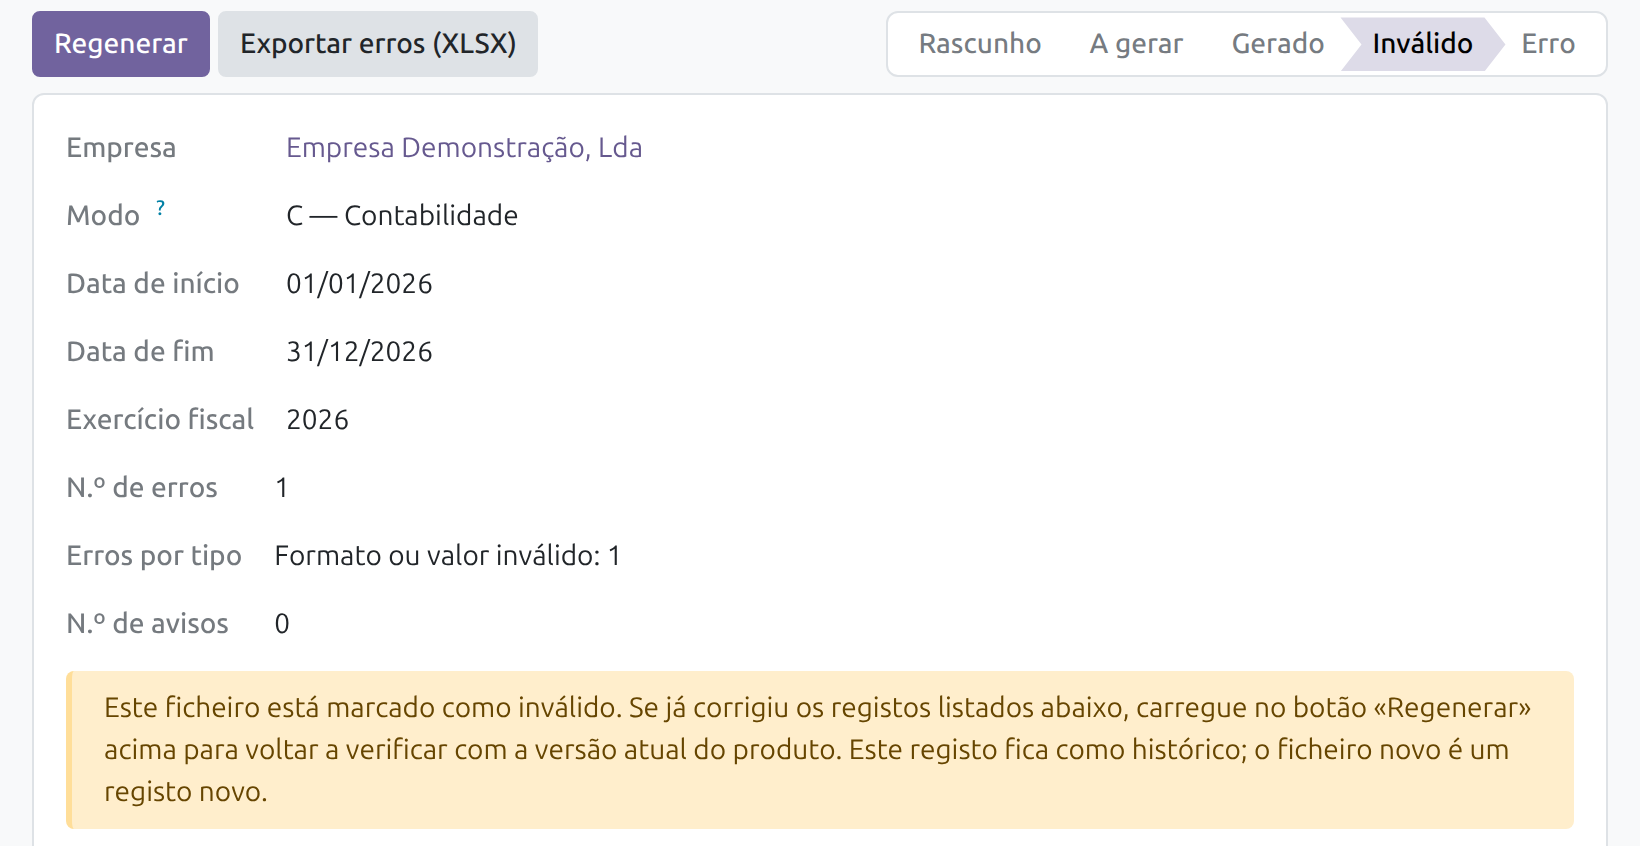 Regenerar
Exportar erros (XLSX)
Rascunho
A gerar
Gerado
Inválido
Erro
Empresa
Empresa Demonstração, Lda
Modo ?
C — Contabilidade
Data de início
01/01/2026
Data de fim
31/12/2026
Exercício fiscal
2026
N.º de erros
1
Erros por tipo
Formato ou valor inválido: 1
N.º de avisos
0
Este ficheiro está marcado como inválido. Se já corrigiu os registos listados abaixo, carregue no botão «Regenerar»
acima para voltar a verificar com a versão atual do produto. Este registo fica como histórico; o ficheiro novo é um
registo novo.